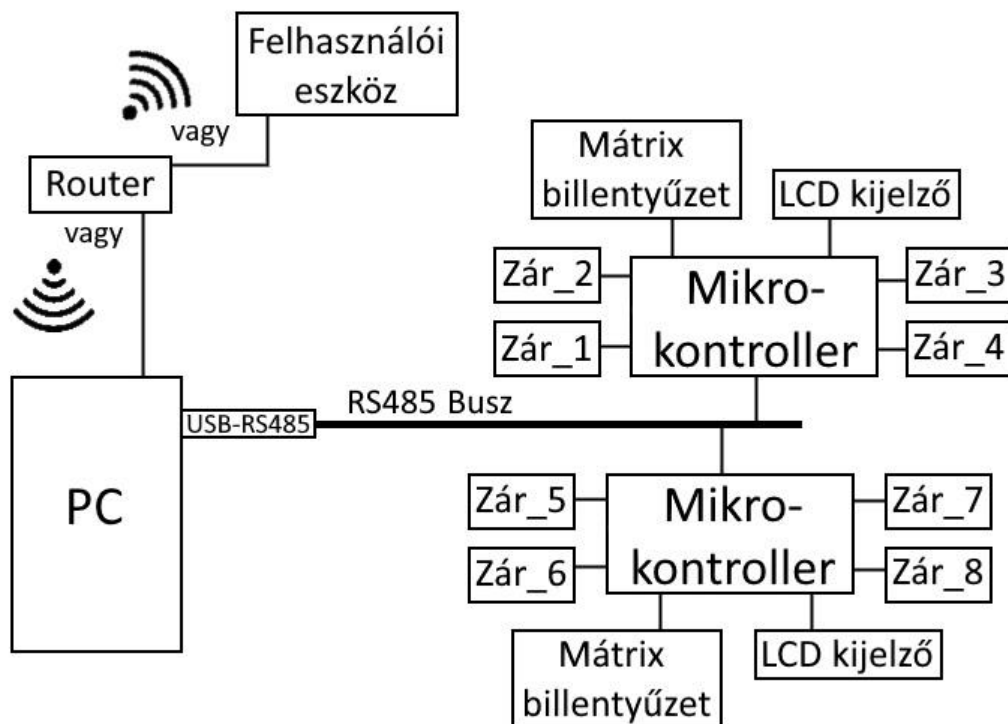 Felhasználói
eszköz
vagy
Router
vagy
Mátrix
billentyűzet
LCD kijelző
Zár_2
Zár_1
Mikro-
kontroller
Zár_3
Zár_4
RS485 Busz
USB-RS485
PC
Zár_5
Zár_6
Mikro-
kontroller
Zár_7
Zár_8
Mátrix
billentyűzet
LCD kijelző